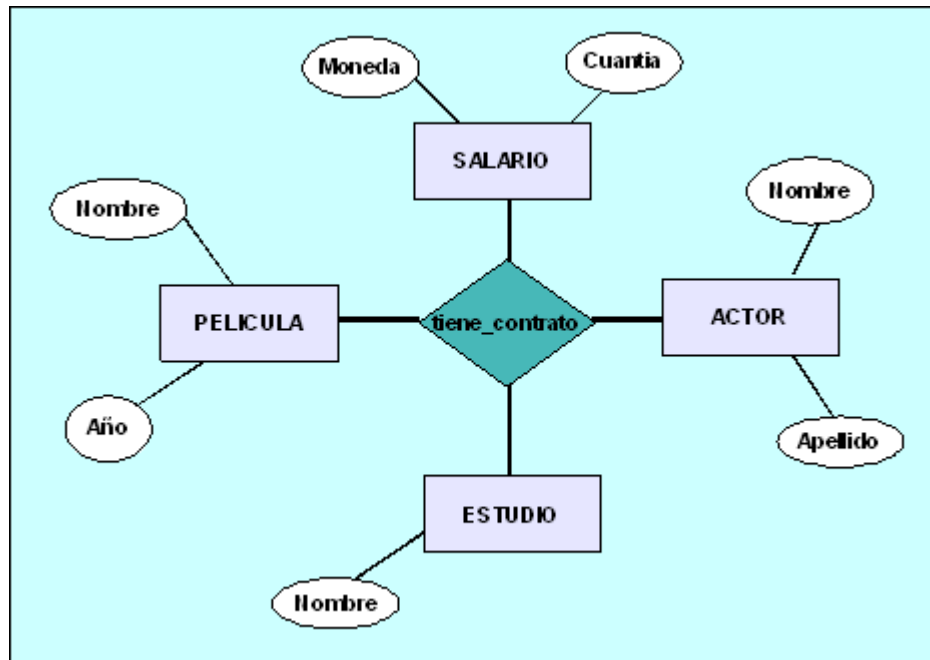 Moneda
Cuantia
SALARIO
Nombre
Nombre
PELICULA
tiene_contrato
ACTOR
Año
Apellido
ESTUDIO
Nombre